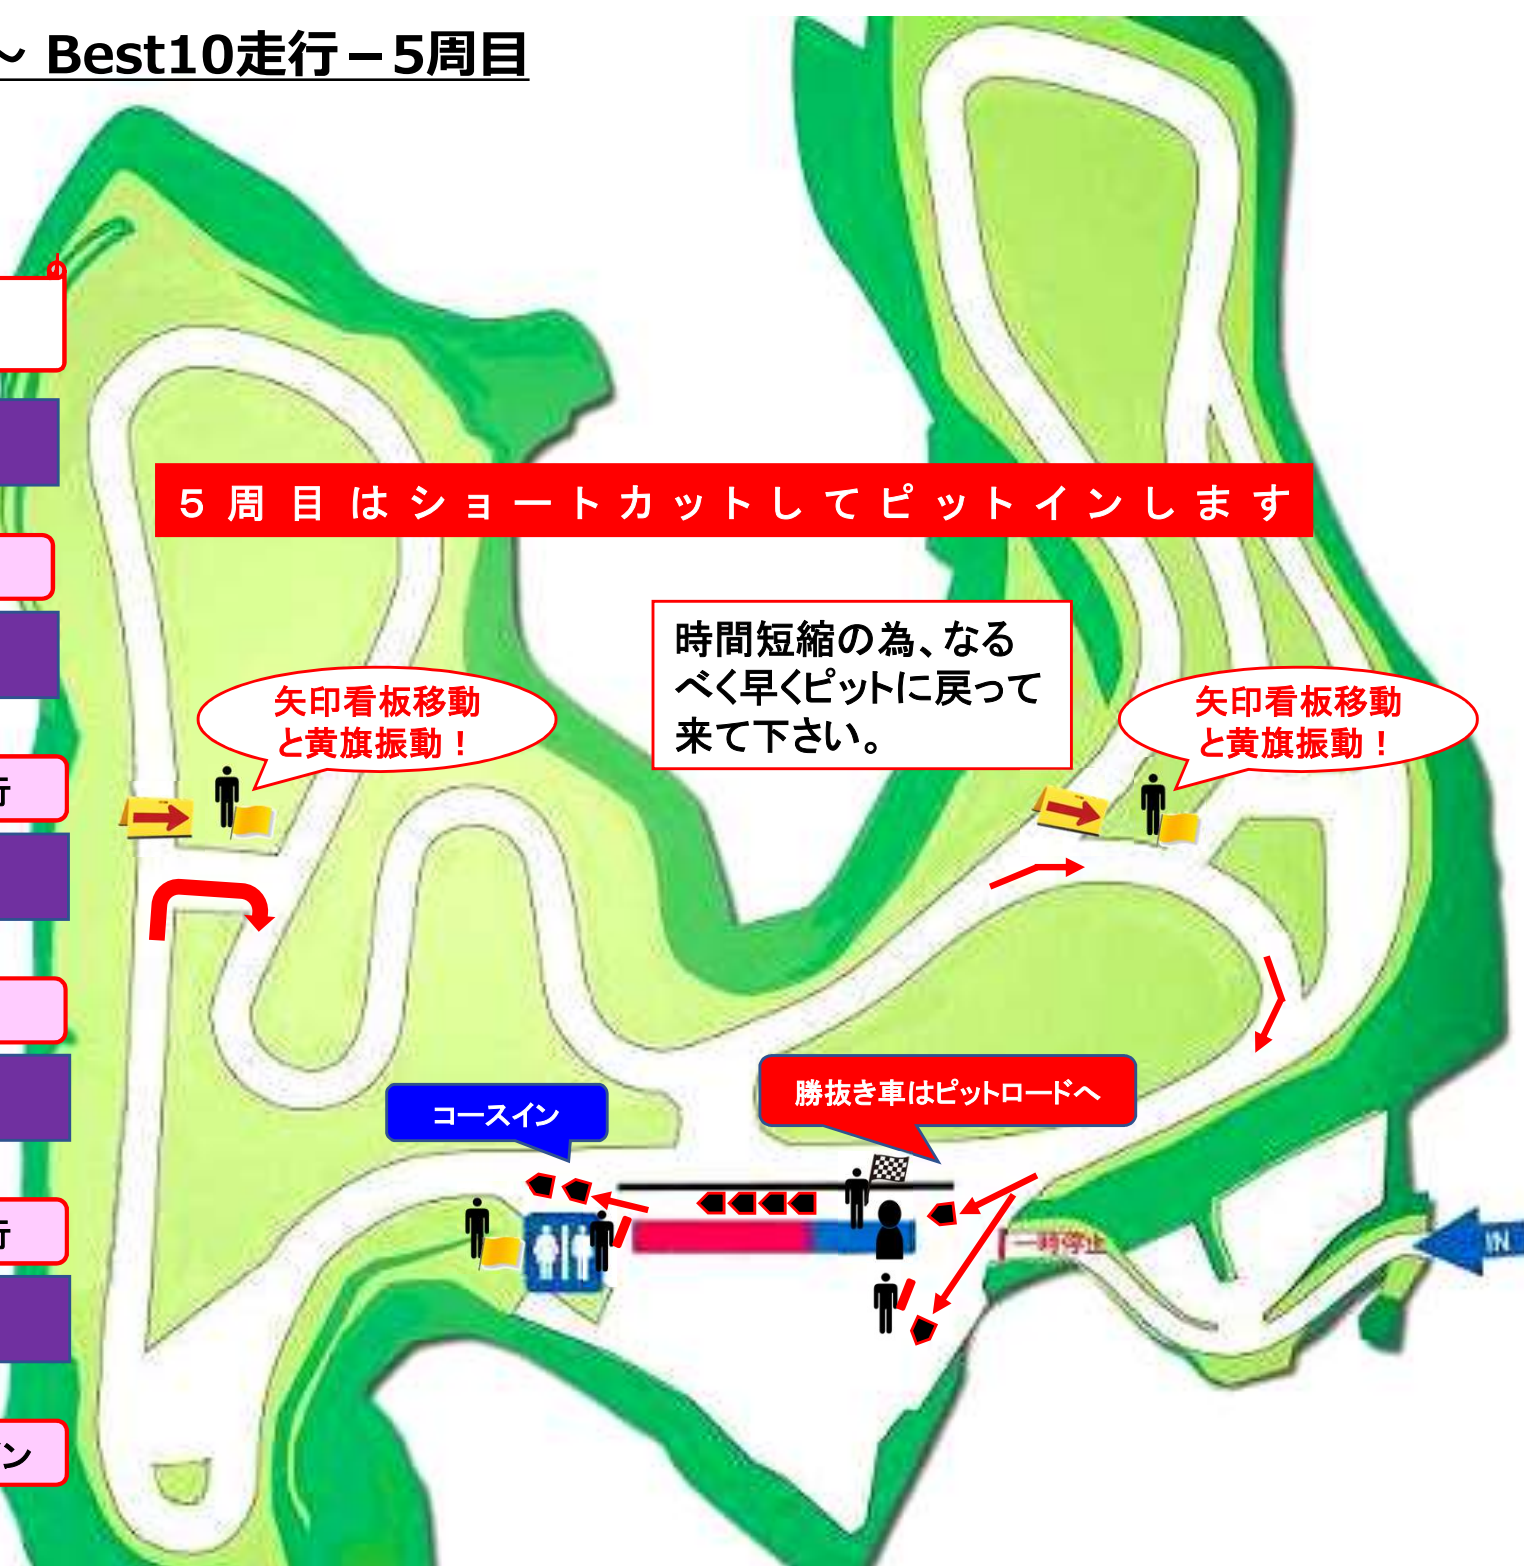 ～ Best10走行－5周目
５周目はショートカットしてピットインします
時間短縮の為、なる
べく早くピットに戻って
来て下さい。
矢印看板移動
と黄旗振動！
矢印看板移動
と黄旗振動！
行
コースイン
勝抜き車はピットロードへ
一時停止
IN
行
ン